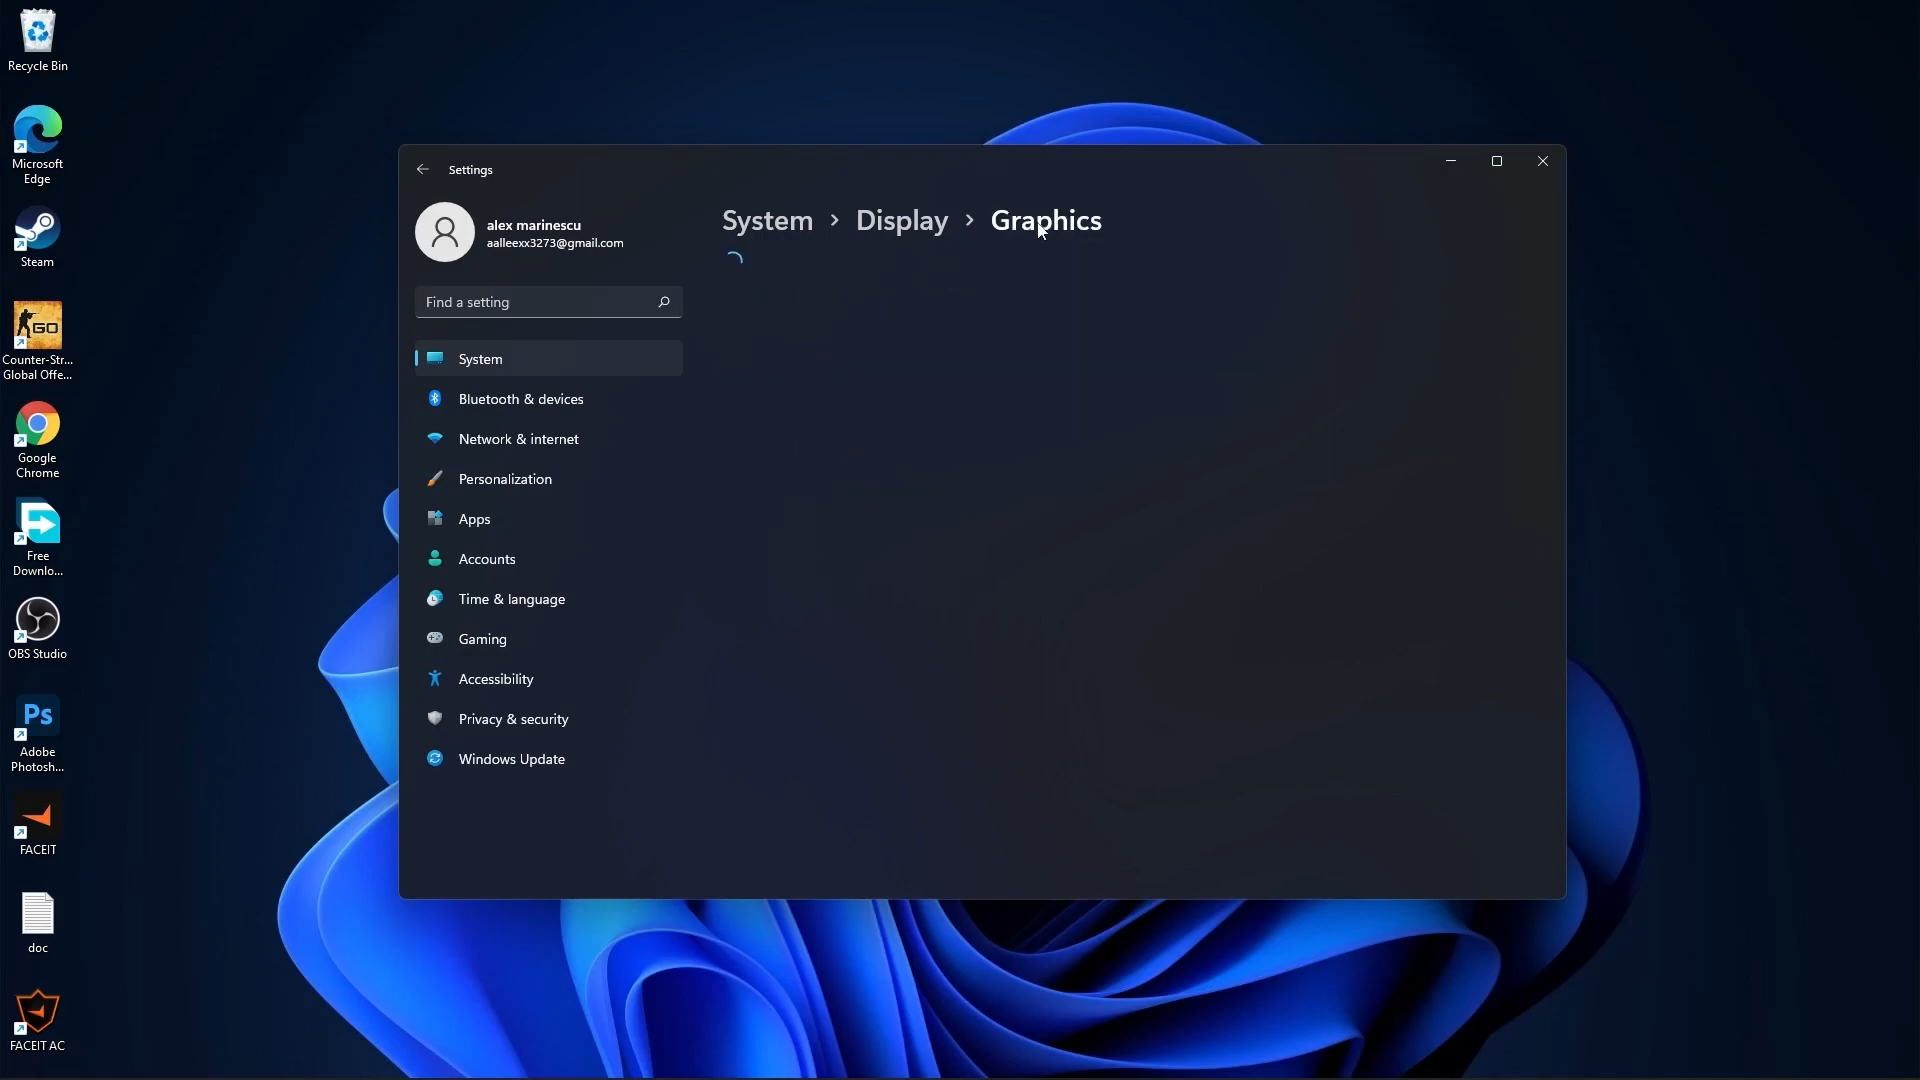 Recycle Bin
Microsoft
Edge
Steam
GO
Counter-Str...
Global Offe...
Google
Chrome
Free
Downlo...
OBS Studio
Ps
Adobe
Photosh...
FACEIT
doc
FACEIT AC
Settings
alex marinescu
aalleexx3273@gmail.com
Find a setting
System
Bluetooth & devices
Network & internet
Personalization
Apps
Accounts
Time & language
Gaming
Accessibility
Privacy & security
Windows Update
System > Display > Graphics